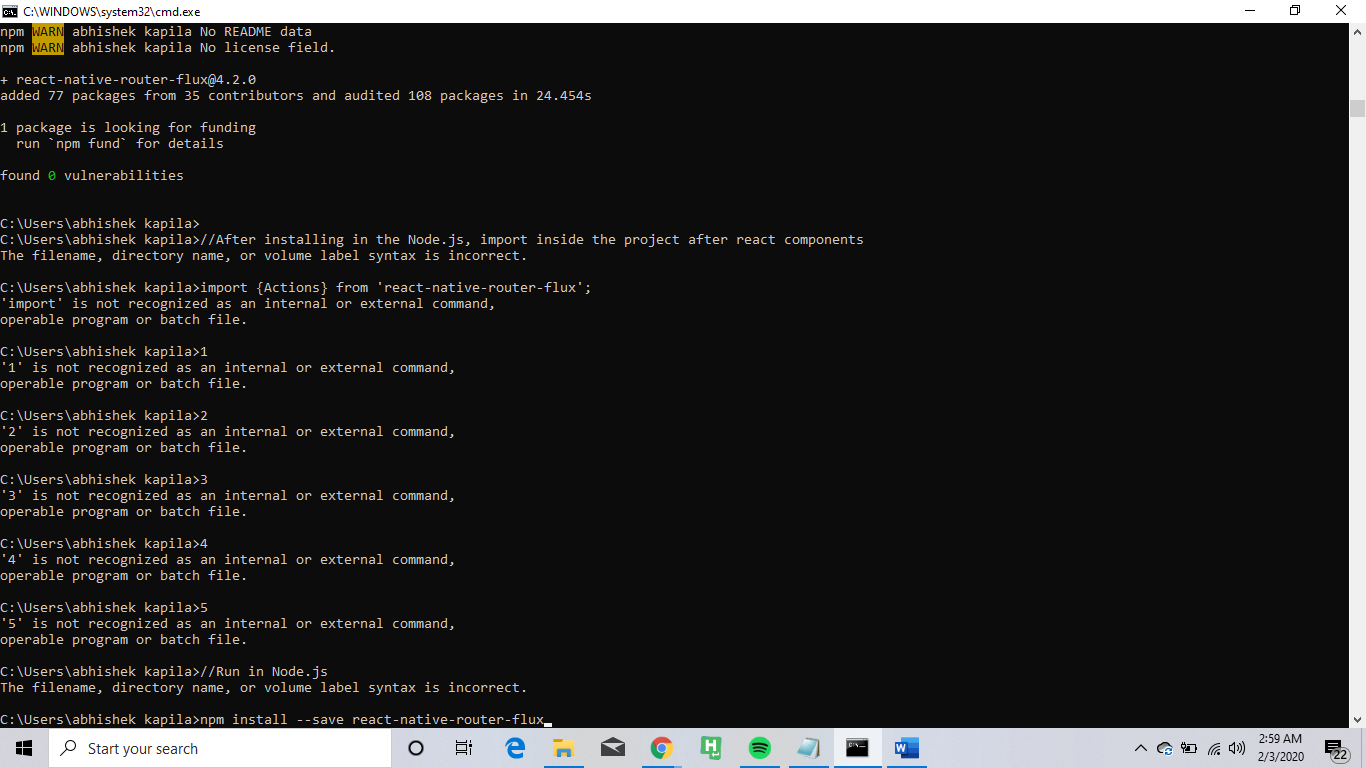 C:\WINDOWS\system32\cmd.exe
npm WARN abhishek kapila No README data
npm WARN abhishek kapila No license field.
+ react-native-router-flux@4.2.0
added 77 packages from 35 contributors and audited 108 packages in 24.454s
1 package is looking for funding
run `npm fund` for details
found 0 vulnerabilities
C:\Users\abhishek kapila>
C:\Users\abhishek kapila>//After installing in the Node.js, import inside the project after react components
The filename, directory name, or volume label syntax is incorrect.
C:\Users\abhishek kapila>import {Actions} from 'react-native-router-flux';
'import' is not recognized as an internal or external command,
operable program or batch file.
C:\Users\abhishek kapila>1
'1' is not recognized as an internal or external command,
operable program or batch file.
C:\Users\abhishek kapila>2
'2' is not recognized as an internal or external command,
operable program or batch file.
C:\Users\abhishek kapila>3
'3' is not recognized as an internal or external command,
operable program or batch file.
C:\Users\abhishek kapila>4
'4' is not recognized as an internal or external command,
operable program or batch file.
C:\Users\abhishek kapila>5
'5' is not recognized as an internal or external command,
operable program or batch file.
C:\Users\abhishek kapila>//Run in Node.js
The filename, directory name, or volume label syntax is incorrect.
C:\Users\abhishek kapila>npm install --save react-native-router-flux
Start your search
2:59 AM
2/3/2020
22